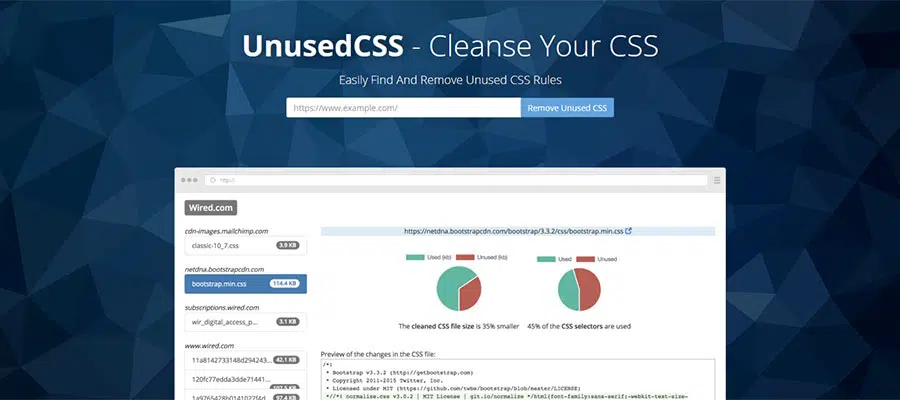 UnusedCSS - Cleanse Your CSS
Easily Find And Remove Unused CSS Rules
https://www.example.com/ Remove Unused CSS
http://
Wired.com
cdn-images.mailchimp.com
classic-10_7.css 3.9 KB
netdna.bootstrapcdn.com
bootstrap.min.css 114.4 KB
subscriptions.wired.com
wir_digital_access_p... 3.1 KB
www.wired.com
11a8142733148d294243... 42.1 KB
120fc77edda3dde71441...
1a9765428b0141027f4d 97.4 KB
https://netdna.bootstrapcdn.com/bootstrap/3.3.2/css/bootstrap.min.css
Used (kb) Unused (kb)
Used Unused
The cleaned CSS file size is 35% smaller
45% of the CSS selectors are used
Preview of the changes in the CSS file:
/*!
* Bootstrap v3.3.2 (http://getbootstrap.com)
* Copyright 2011-2015 Twitter, Inc.
* Licensed under MIT (https://github.com/twbs/bootstrap/blob/master/LICENSE)
*//*! normalize.css v3.0.2 | MIT License | git.io/normalize */html{font-family:sans-serif;-webkit-text-size-